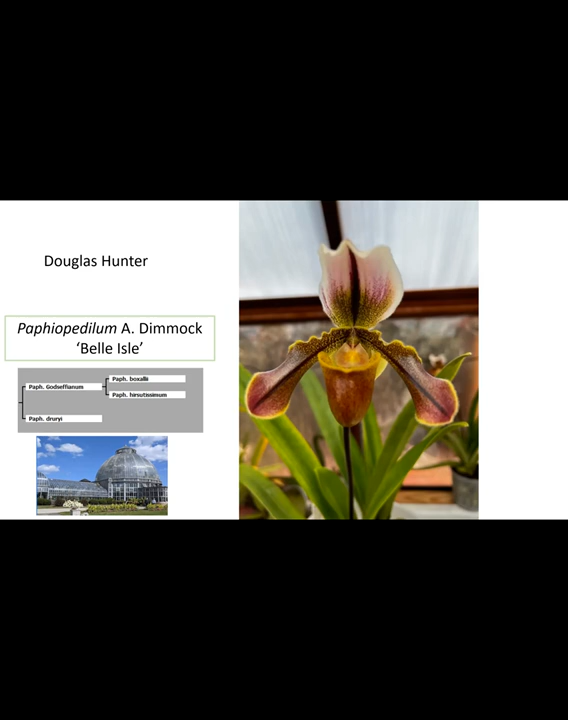 Douglas Hunter
Paphiopedilum A. Dimmock
‘Belle Isle’
Paph. boxallii
Paph. Godseffianum
Paph. hirsutissimum
Paph. druryi